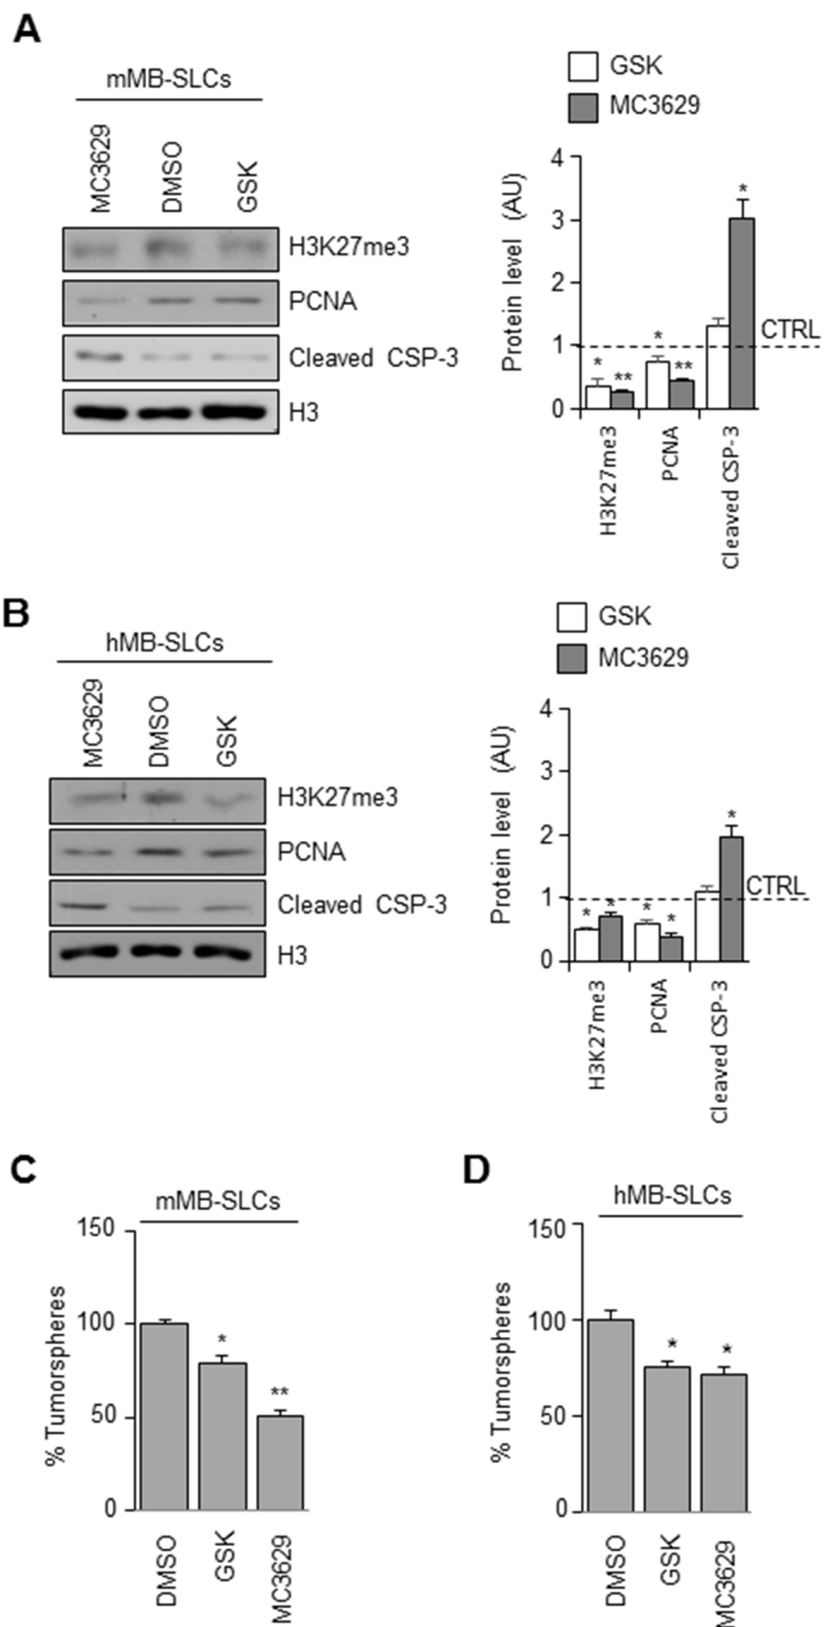 A
mMB-SLCs
MC3629
DMSO
GSK
H3K27me3
PCNA
Cleaved CSP-3
H3
GSK
MC3629
Protein level (AU)
4
3
2
1
0
*
**
*
**
*
CTRL
H3K27me3
PCNA
Cleaved CSP-3
B
hMB-SLCs
MC3629
DMSO
GSK
H3K27me3
PCNA
Cleaved CSP-3
H3
GSK
MC3629
Protein level (AU)
4
3
2
1
0
*
*
*
*
*
CTRL
H3K27me3
PCNA
Cleaved CSP-3
C
mMB-SLCs
% Tumorspheres
150
100
50
0
*
**
DMSO
GSK
MC3629
D
hMB-SLCs
% Tumorspheres
150
100
50
0
*
*
DMSO
GSK
MC3629